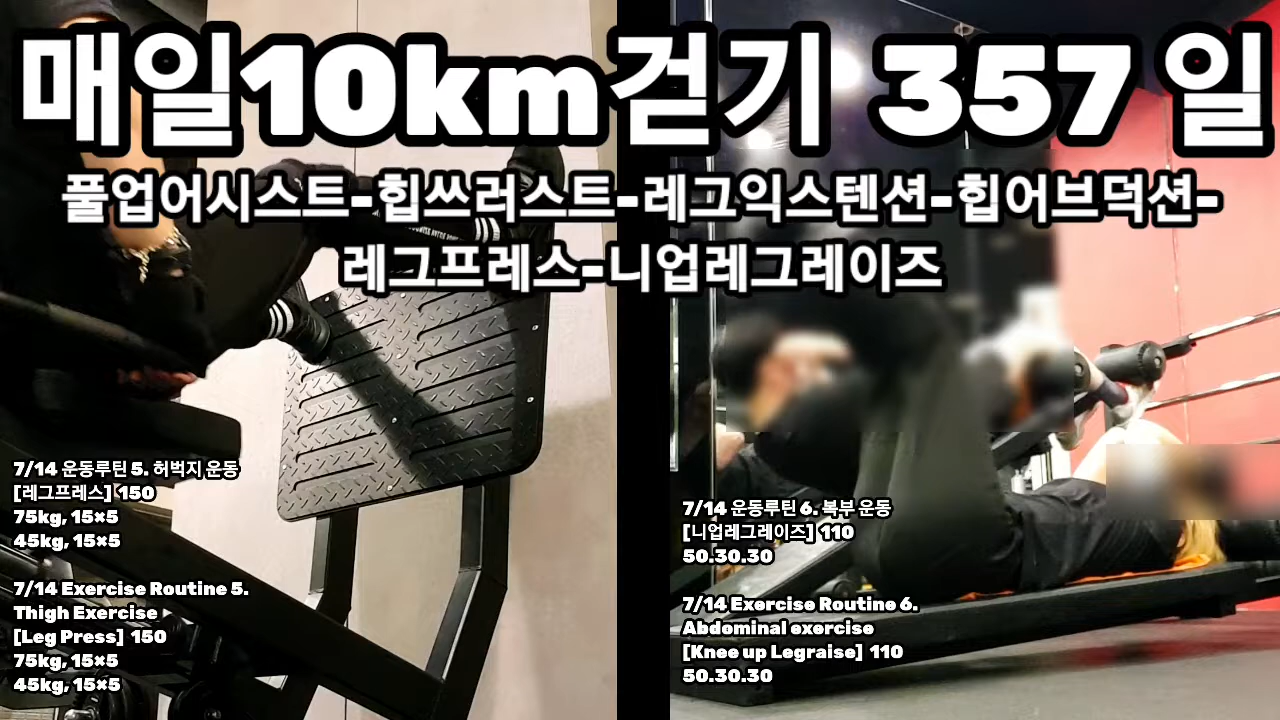 매일10km걷기 357 일
풀업어시스트-힙쓰러스트-레그익스텐션-힙어브덕션-
레그프레스-니업레그레이즈
7/14 운동루틴 5. 허벅지 운동
[레그프레스] 150
75kg, 15×5
45kg, 15×5
7/14 Exercise Routine 5.
Thigh Exercise ▸
[Leg Press] 150
75kg, 15×5
45kg, 15×5
7/14 운동루틴 6. 복부 운동
[니업레그레이즈] 110
50.30.30
7/14 Exercise Routine 6.
Abdominal exercise
[Knee up Legraise] 110
50.30.30